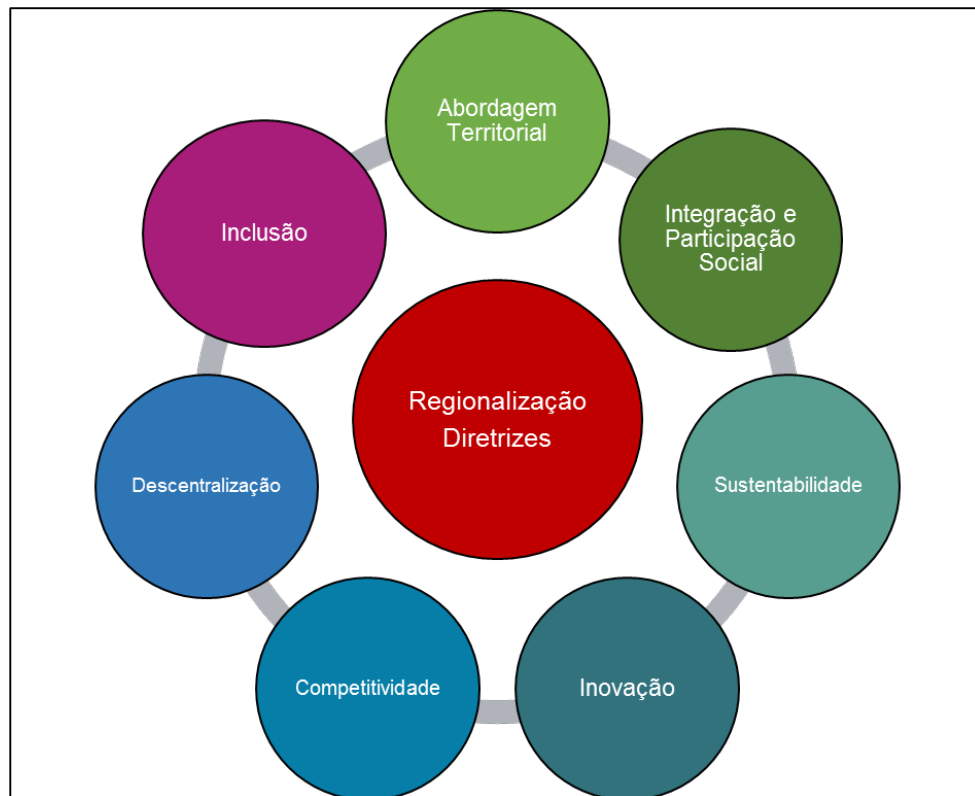 Abordagem
Territorial
Integração e
Participação
Social
Inclusão
Regionalização
Diretrizes
Descentralização
Sustentabilidade
Competitividade
Inovação